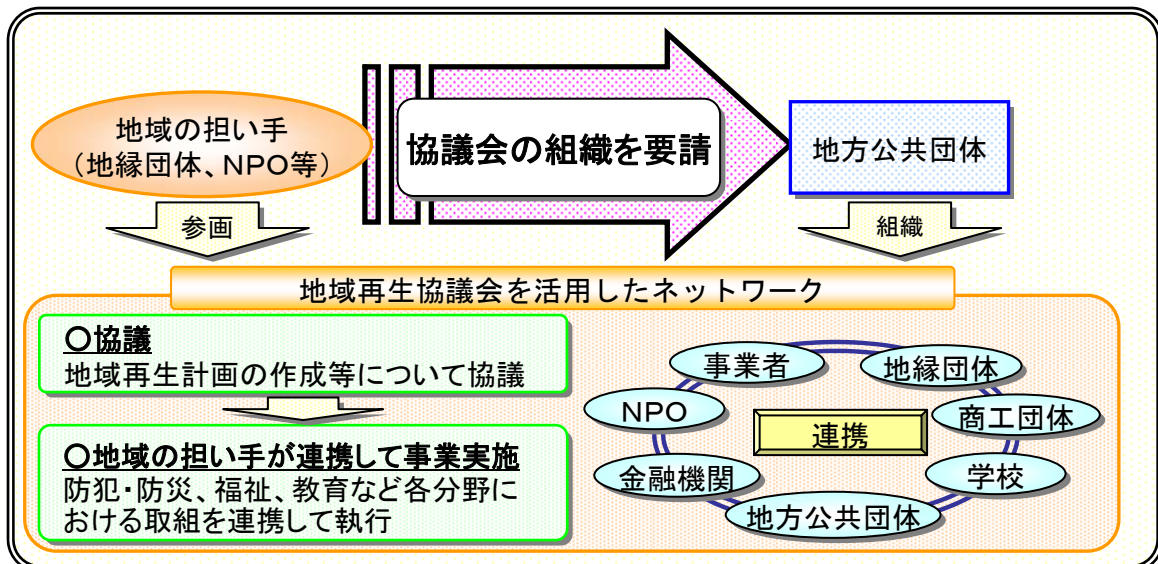 地域の担い手
（地縁団体、NPO等）
協議会の組織を要請
地方公共団体
参画
組織
地域再生協議会を活用したネットワーク
○協議
地域再生計画の作成等について協議
○地域の担い手が連携して事業実施
防犯・防災、福祉、教育など各分野に
おける取組を連携して執行
事業者
地縁団体
NPO
商工団体
連携
金融機関
学校
地方公共団体